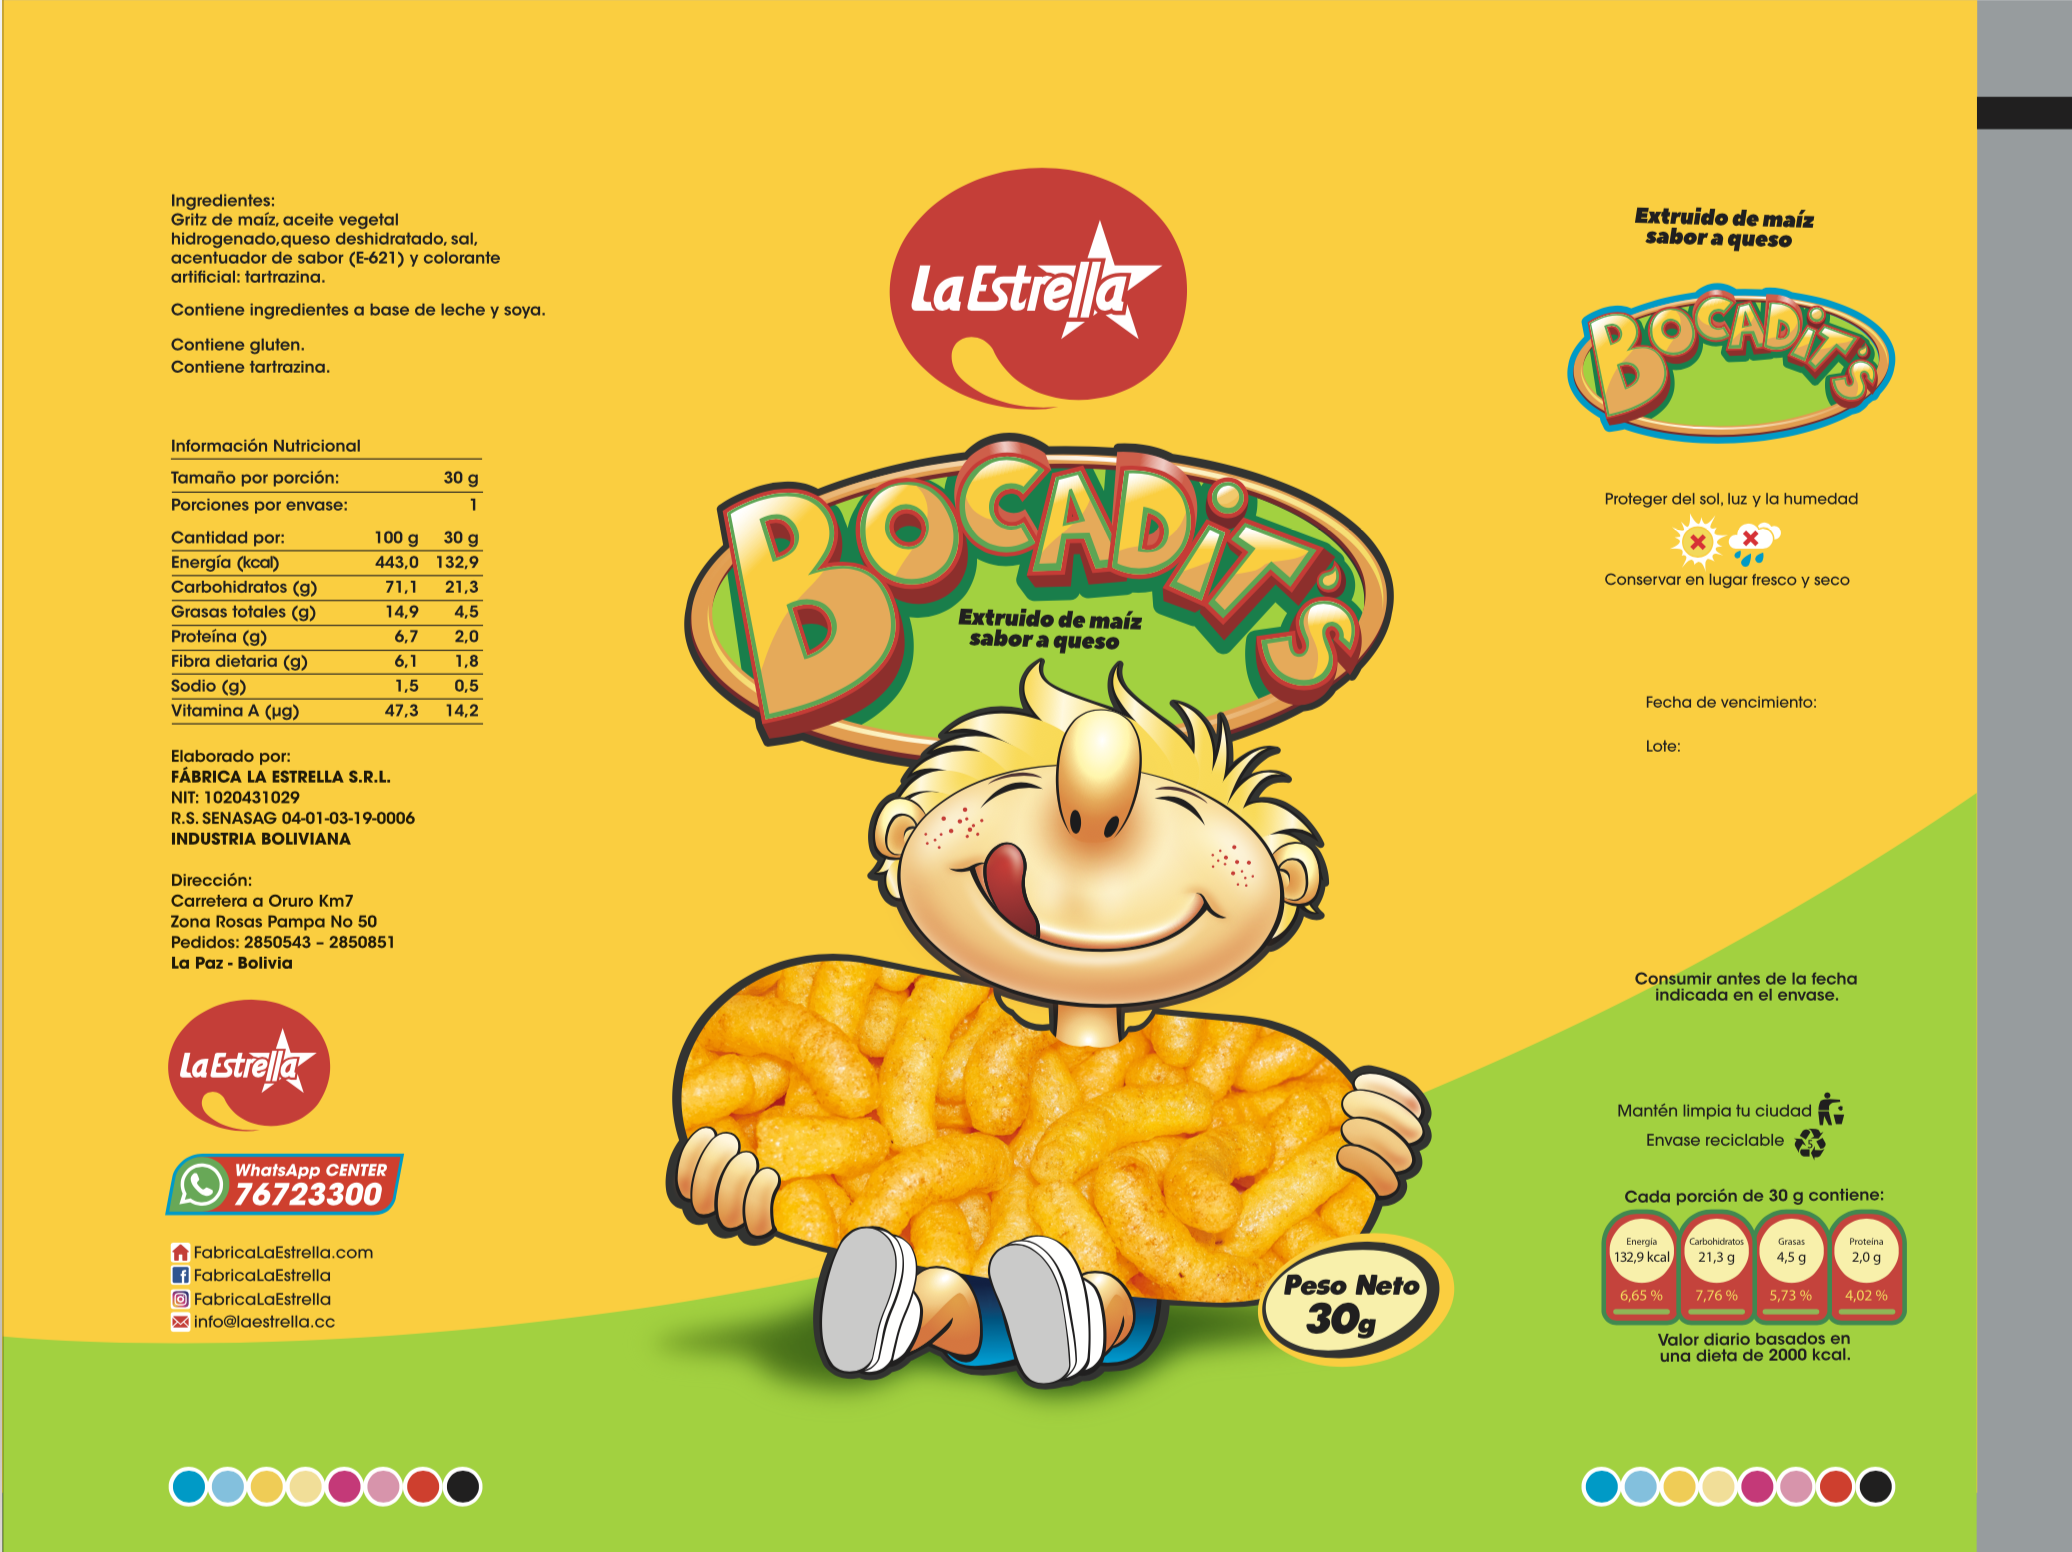 Ingredientes:
Gritz de maíz, aceite vegetal
hidrogenado,queso deshidratado, sal,
acentuador de sabor (E-621) y colorante
artificial: tartrazina.
Contiene ingredientes a base de leche y soya.
Contiene gluten.
Contiene tartrazina.
Información Nutricional
Tamaño por porción: 30 g
Porciones por envase: 1
Cantidad por: 100 g 30 g
Energía (kcal) 443,0 132,9
Carbohidratos (g) 71,1 21,3
Grasas totales (g) 14,9 4,5
Proteína (g) 6,7 2,0
Fibra dietaria (g) 6,1 1,8
Sodio (g) 1,5 0,5
Vitamina A (µg) 47,3 14,2
Elaborado por:
FÁBRICA LA ESTRELLA S.R.L.
NIT: 1020431029
R.S. SENASAG 04-01-03-19-0006
INDUSTRIA BOLIVIANA
Dirección:
Carretera a Oruro Km7
Zona Rosas Pampa No 50
Pedidos: 2850543 – 2850851
La Paz - Bolivia
La Estrella
WhatsApp CENTER
76723300
FabricaLaEstrella.com
FabricaLaEstrella
FabricaLaEstrella
info@laestrella.cc
La Estrella
BOCADiT's
Extruido de maíz
sabor a queso
Peso Neto
30g
Extruido de maíz
sabor a queso
BOCADiT's
Proteger del sol, luz y la humedad
Conservar en lugar fresco y seco
Fecha de vencimiento:
Lote:
Consumir antes de la fecha
indicada en el envase.
Mantén limpia tu ciudad
Envase reciclable 5
Cada porción de 30 g contiene:
Energía Carbohidratos Grasas Proteína
132,9 kcal 21,3 g 4,5 g 2,0 g
6,65 % 7,76 % 5,73 % 4,02 %
Valor diario basados en
una dieta de 2000 kcal.